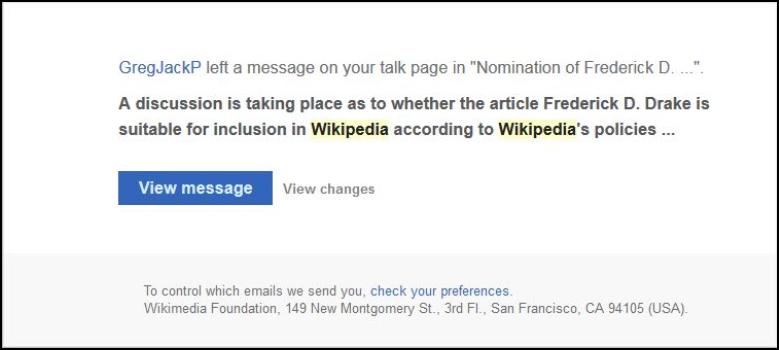 GregJackP left a message on your talk page in "Nomination of Frederick D. ...".
A discussion is taking place as to whether the article Frederick D. Drake is
suitable for inclusion in Wikipedia according to Wikipedia's policies ...
View message View changes
To control which emails we send you, check your preferences.
Wikimedia Foundation, 149 New Montgomery St., 3rd Fl., San Francisco, CA 94105 (USA).